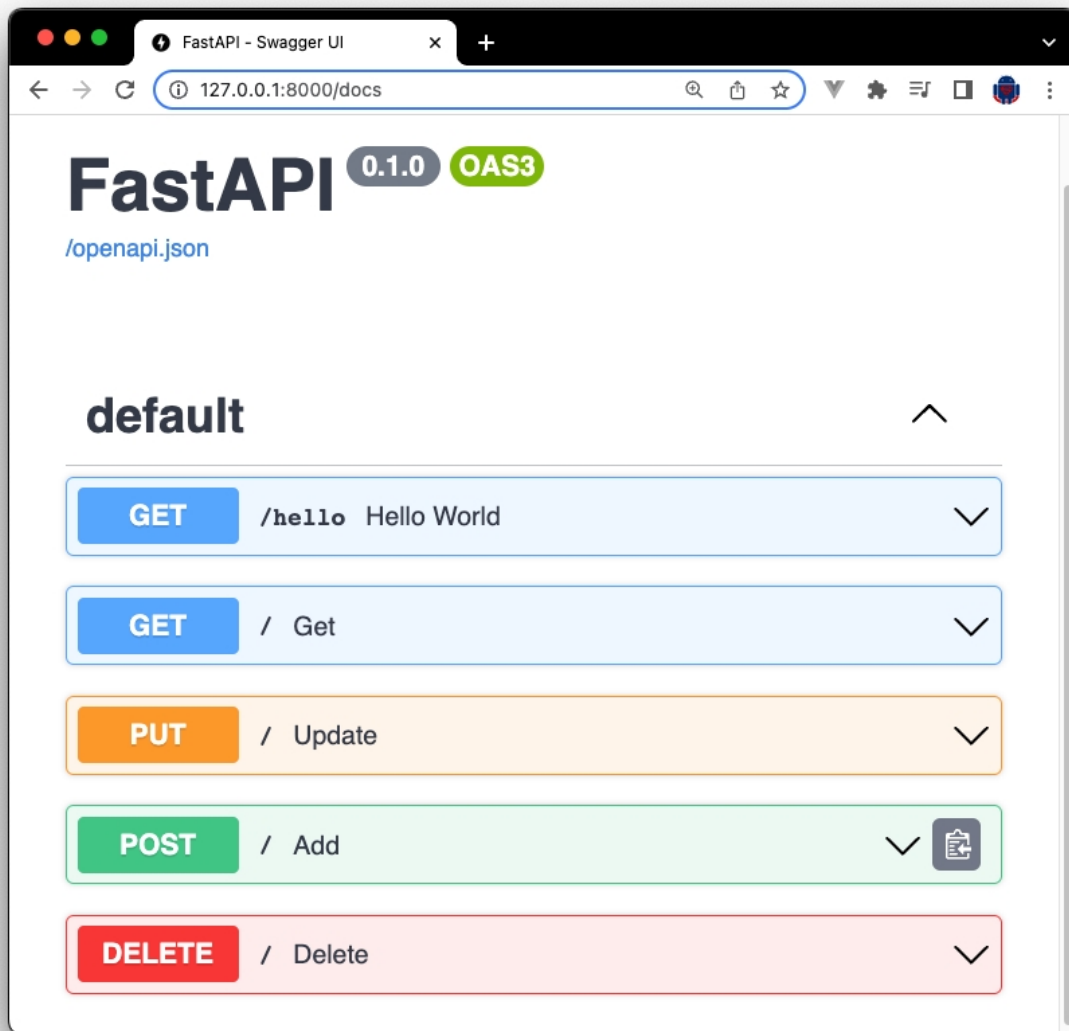 FastAPI - Swagger UI
127.0.0.1:8000/docs
FastAPI 0.1.0 OAS3
/openapi.json
default
GET /hello Hello World
GET / Get
PUT / Update
POST / Add
DELETE / Delete